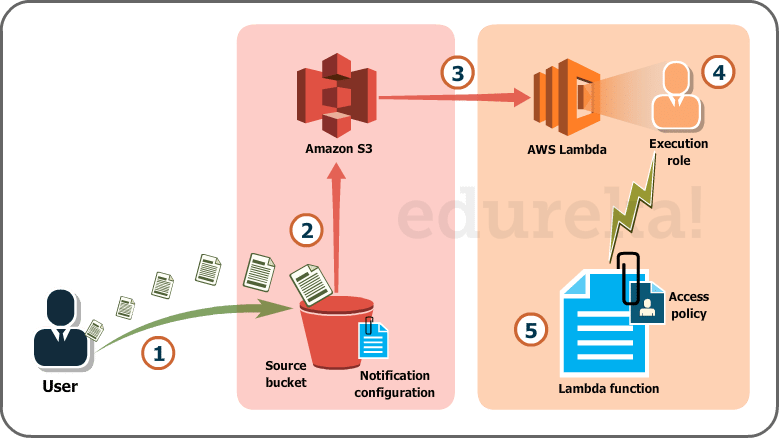 3
4
Amazon S3
AWS Lambda
Execution
role
2
edureka!
1
User
Source
bucket
Notification
configuration
5
Access
policy
Lambda function